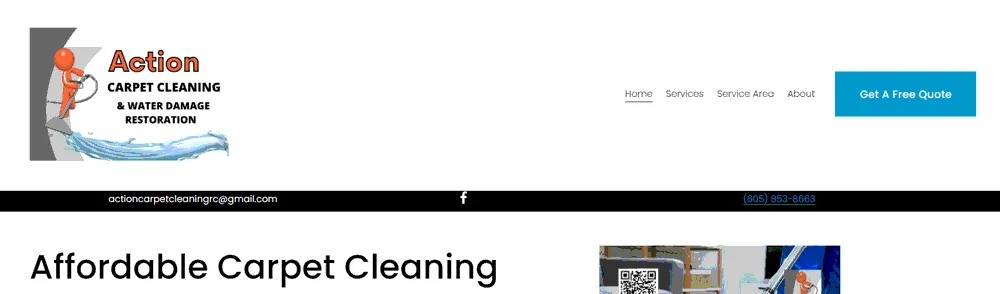 Action
CARPET CLEANING
& WATER DAMAGE
RESTORATION
Home Services Service Area About
Get A Free Quote
actioncarpetcleaningrc@gmail.com
(605) 853-8663
Affordable Carpet Cleaning